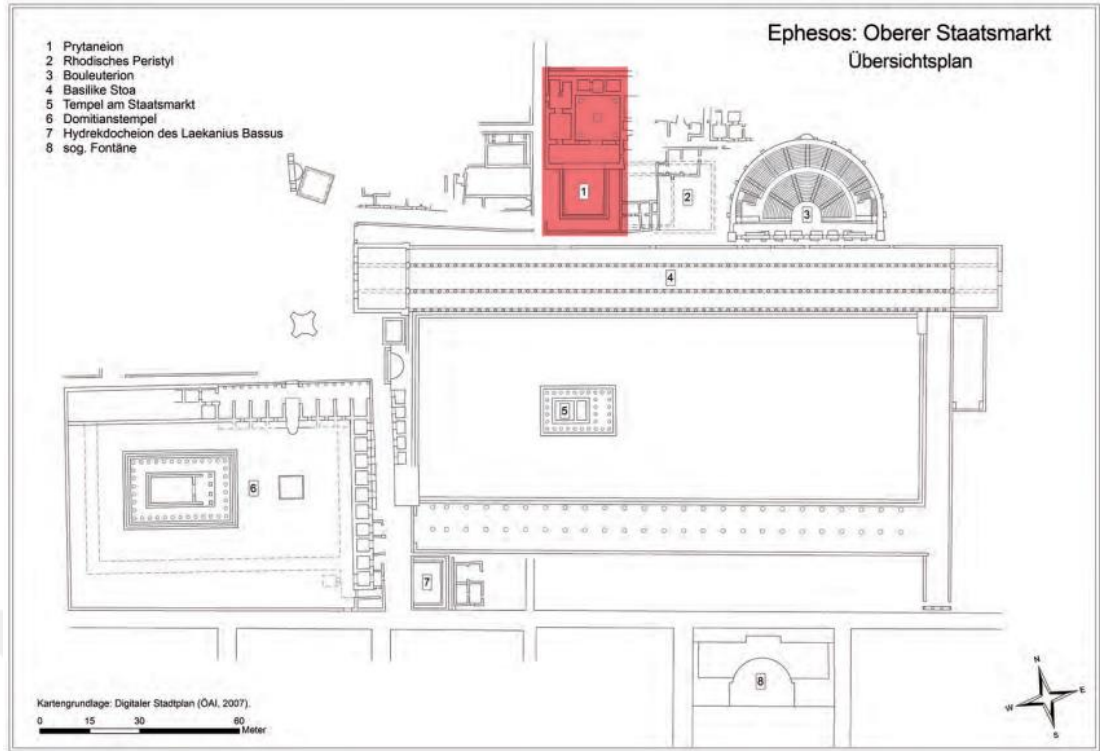 Ephesos: Oberer Staatsmarkt
Übersichtsplan
1 Prytaneion
2 Rhodisches Peristyl
3 Bouleuterion
4 Basilike Stoa
5 Tempel am Staatsmarkt
6 Domitianstempel
7 Hydrekdocheion des Laekanius Bassus
8 sog. Fontäne
1
2
3
4
5
6
7
8
Kartengrundlage: Digitaler Stadtplan (ÖAI, 2007).
0 15 30 60
Meter
N
W E
S